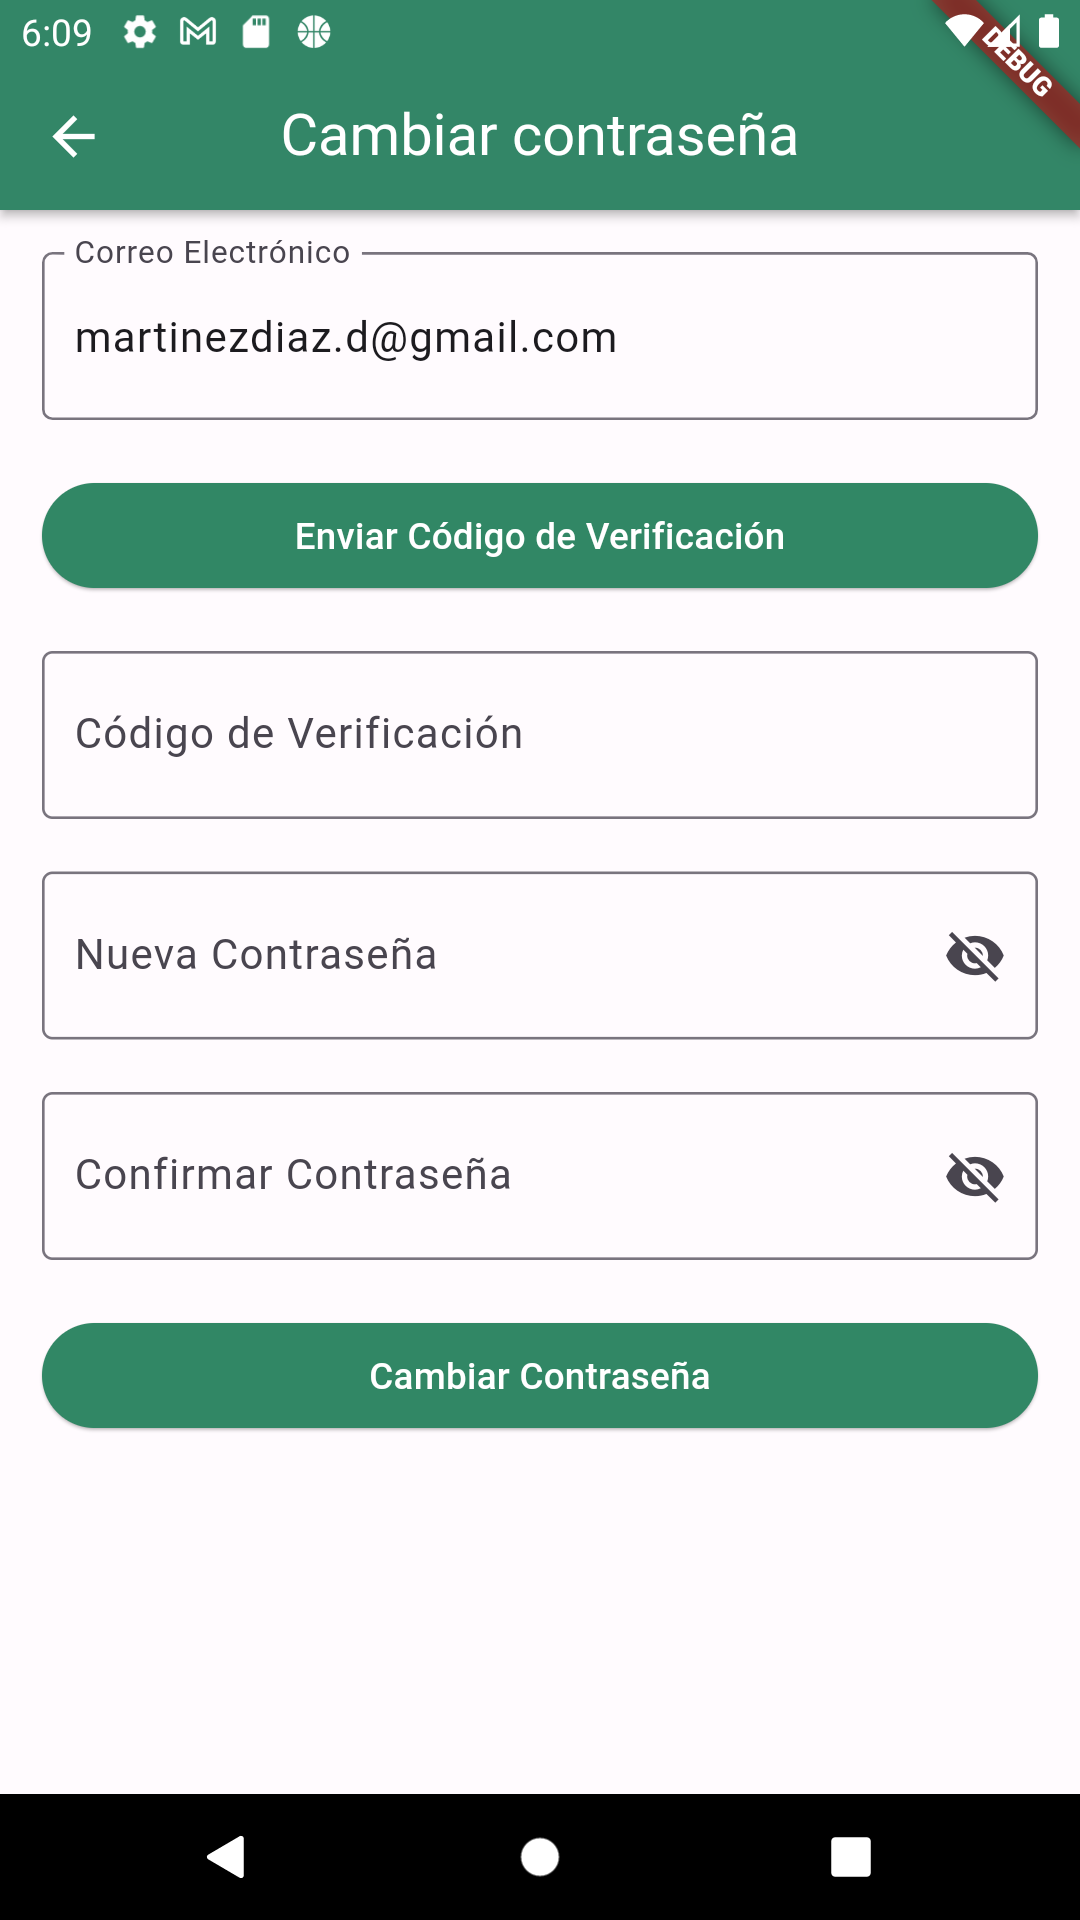 6:09
DEBUG
Cambiar contraseña
Correo Electrónico
martinezdiaz.d@gmail.com
Enviar Código de Verificación
Código de Verificación
Nueva Contraseña
Confirmar Contraseña
Cambiar Contraseña